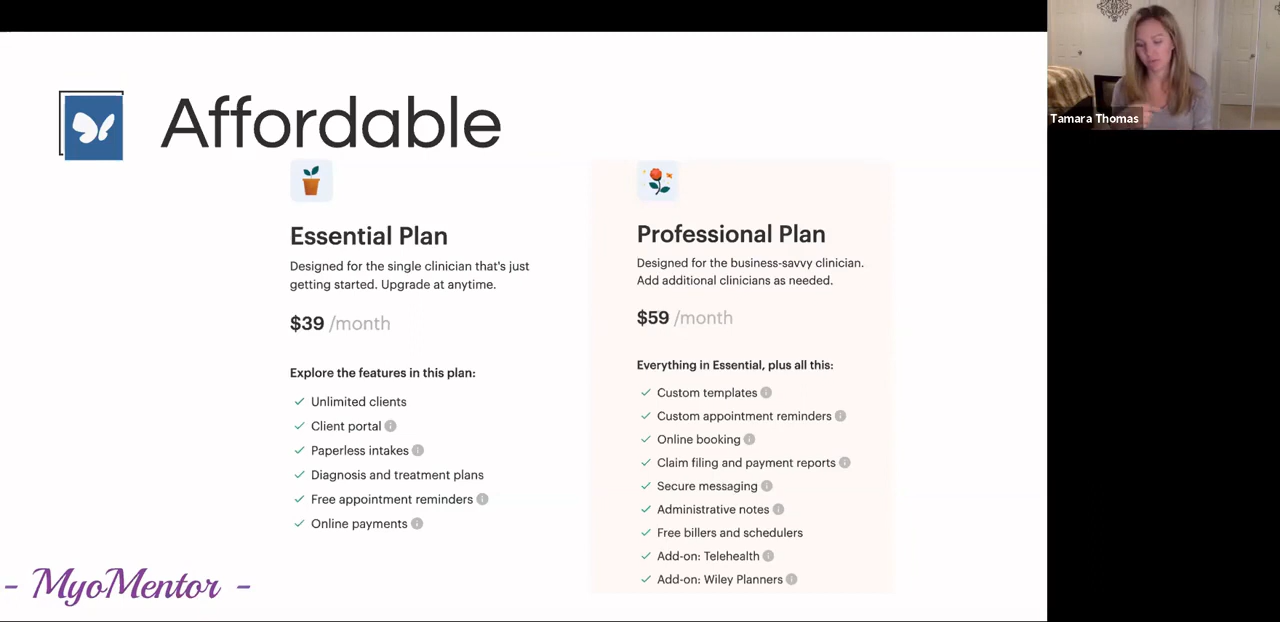 Affordable
Essential Plan
Designed for the single clinician that's just
getting started. Upgrade at anytime.
$39 /month
Explore the features in this plan:
Unlimited clients
Client portal
Paperless intakes
Diagnosis and treatment plans
Free appointment reminders
Online payments
Professional Plan
Designed for the business-savvy clinician.
Add additional clinicians as needed.
$59 /month
Everything in Essential, plus all this:
Custom templates
Custom appointment reminders
Online booking
Claim filing and payment reports
Secure messaging
Administrative notes
Free billers and schedulers
Add-on: Telehealth
Add-on: Wiley Planners
- MyoMentor -
Tamara Thomas